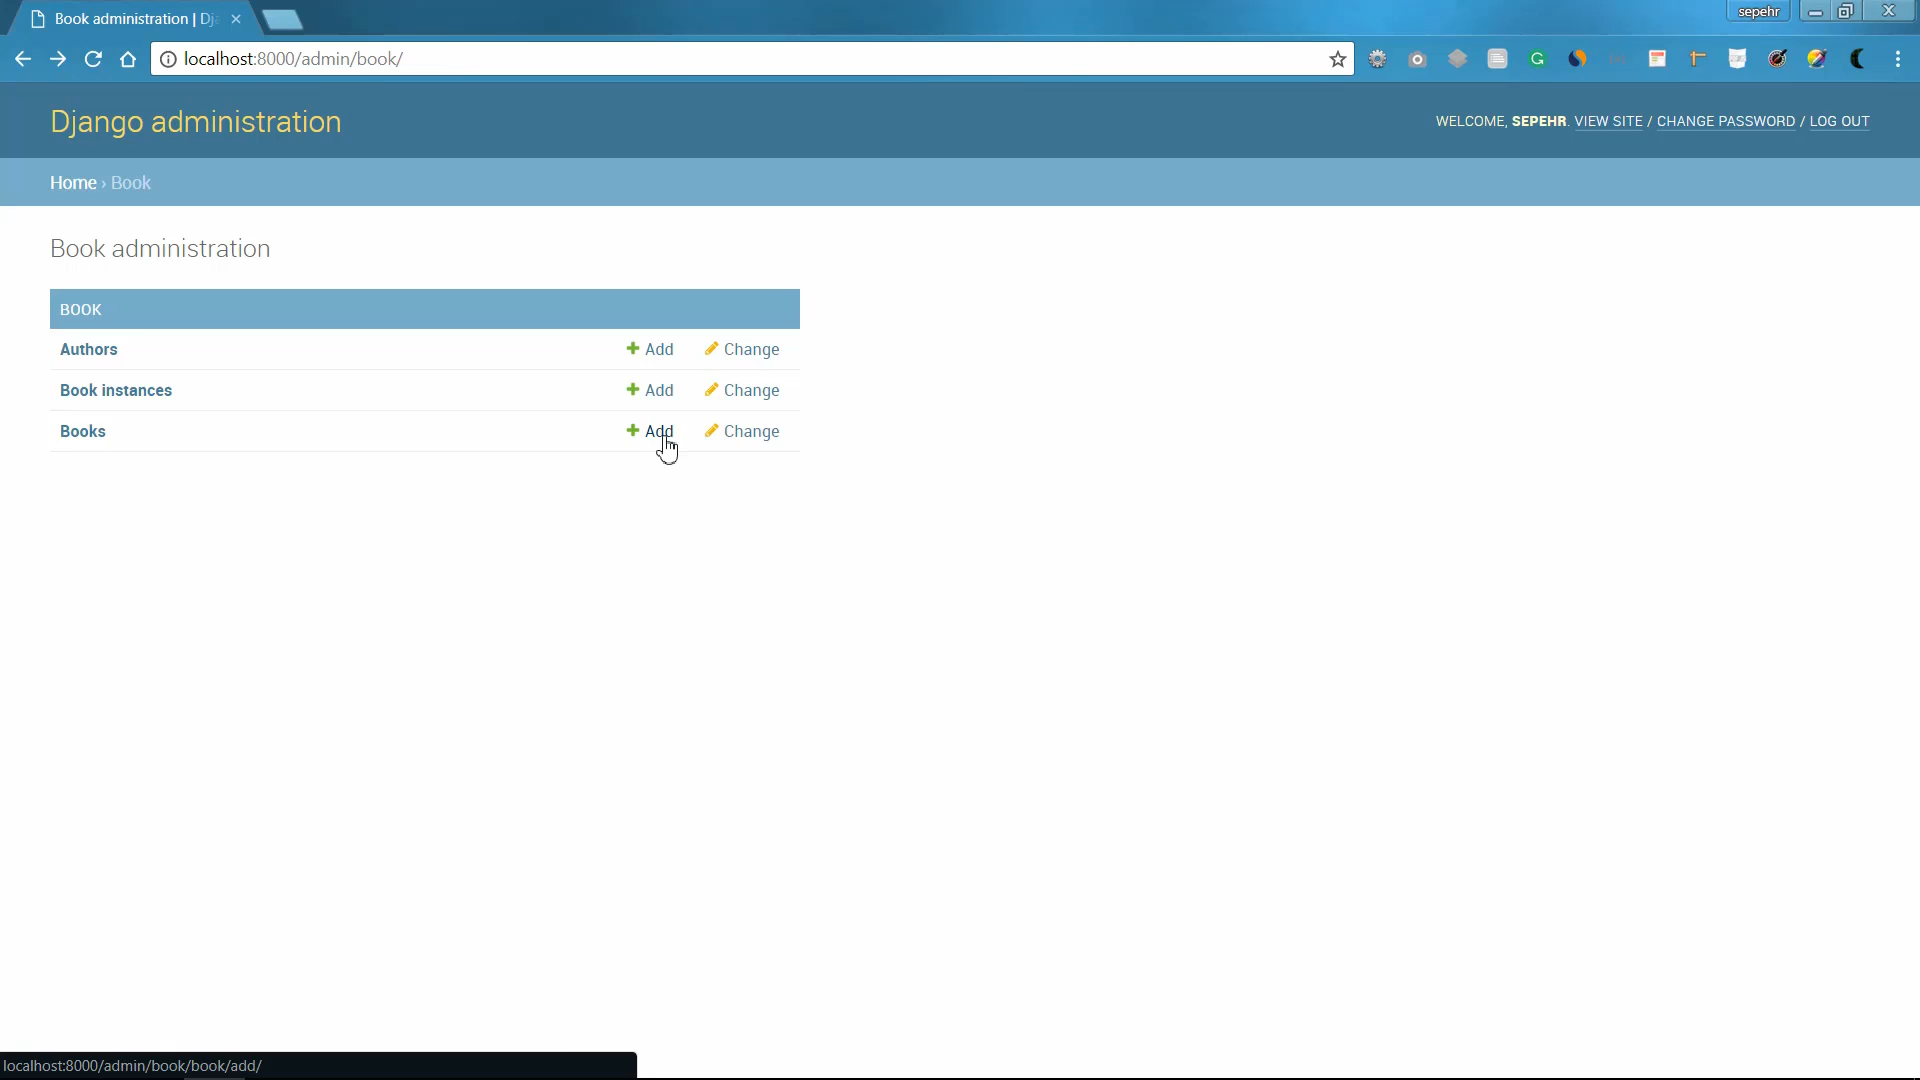 Book administration | Dj
sepehr
localhost:8000/admin/book/
Django administration
WELCOME, SEPEHR. VIEW SITE / CHANGE PASSWORD / LOG OUT
Home › Book
Book administration
BOOK
Authors Add Change
Book instances Add Change
Books Add Change
localhost:8000/admin/book/book/add/